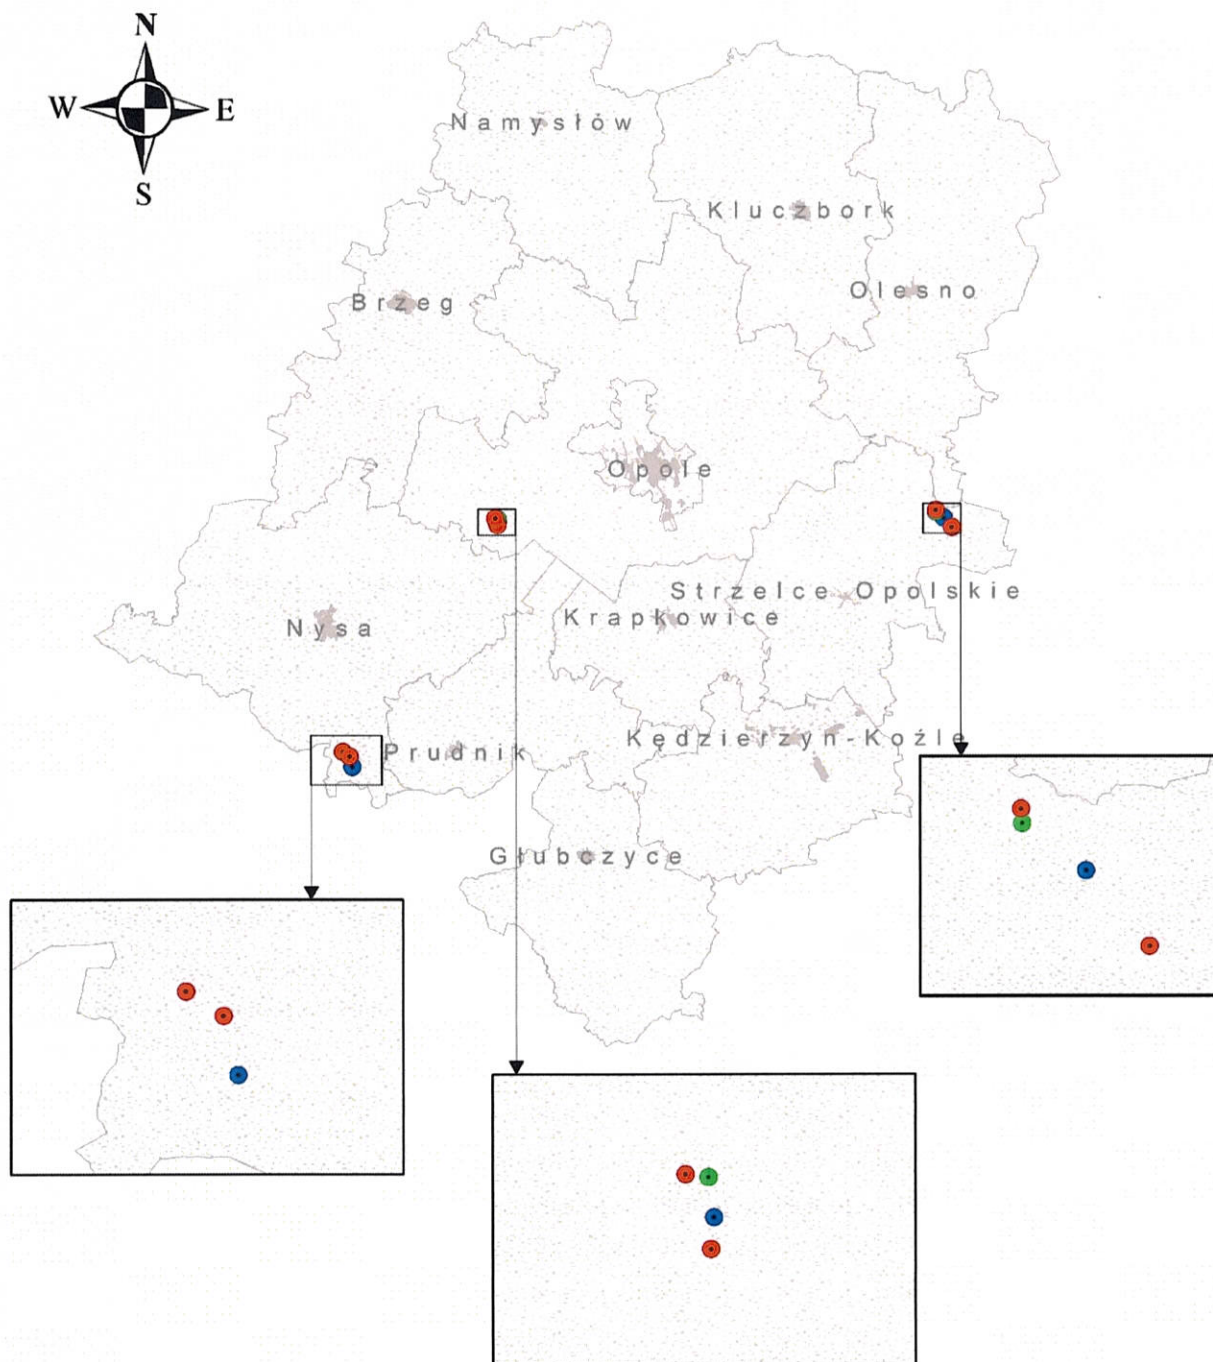 N
W E
S
Namysłów
Kluczbork
Brzeg
Olesno
Opole
Strzelce Opolskie
Krapkowice
Nysa
Kędzierzyn-Koźle
Prudnik
Głubczyce